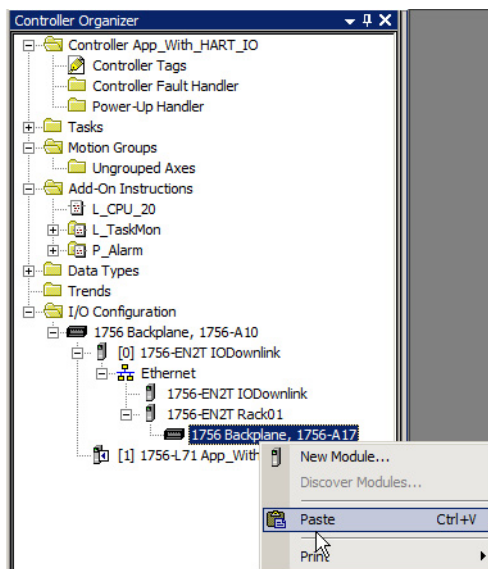 Controller Organizer
Controller App_With_HART_IO
Controller Tags
Controller Fault Handler
Power-Up Handler
Tasks
Motion Groups
Ungrouped Axes
Add-On Instructions
L_CPU_20
L_TaskMon
P_Alarm
Data Types
Trends
I/O Configuration
1756 Backplane, 1756-A10
[0] 1756-EN2T IODownlink
Ethernet
1756-EN2T IODownlink
1756-EN2T Rack01
1756 Backplane, 1756-A17
[1] 1756-L71 App_With
New Module...
Discover Modules...
Paste Ctrl+V
Print